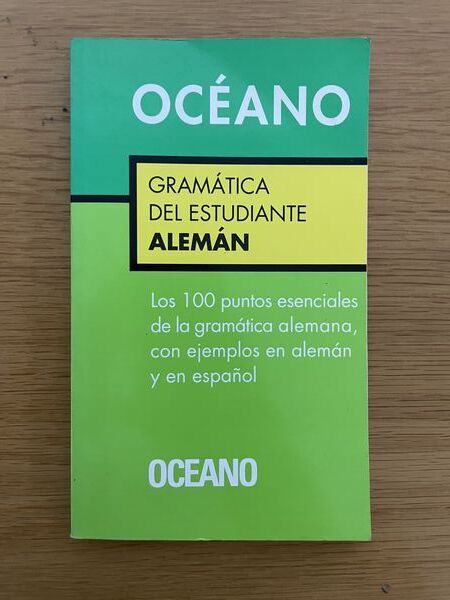 OCÉANO
GRAMÁTICA
DEL ESTUDIANTE
ALEMÁN
Los 100 puntos esenciales
de la gramática alemana,
con ejemplos en alemán
y en español
OCEANO